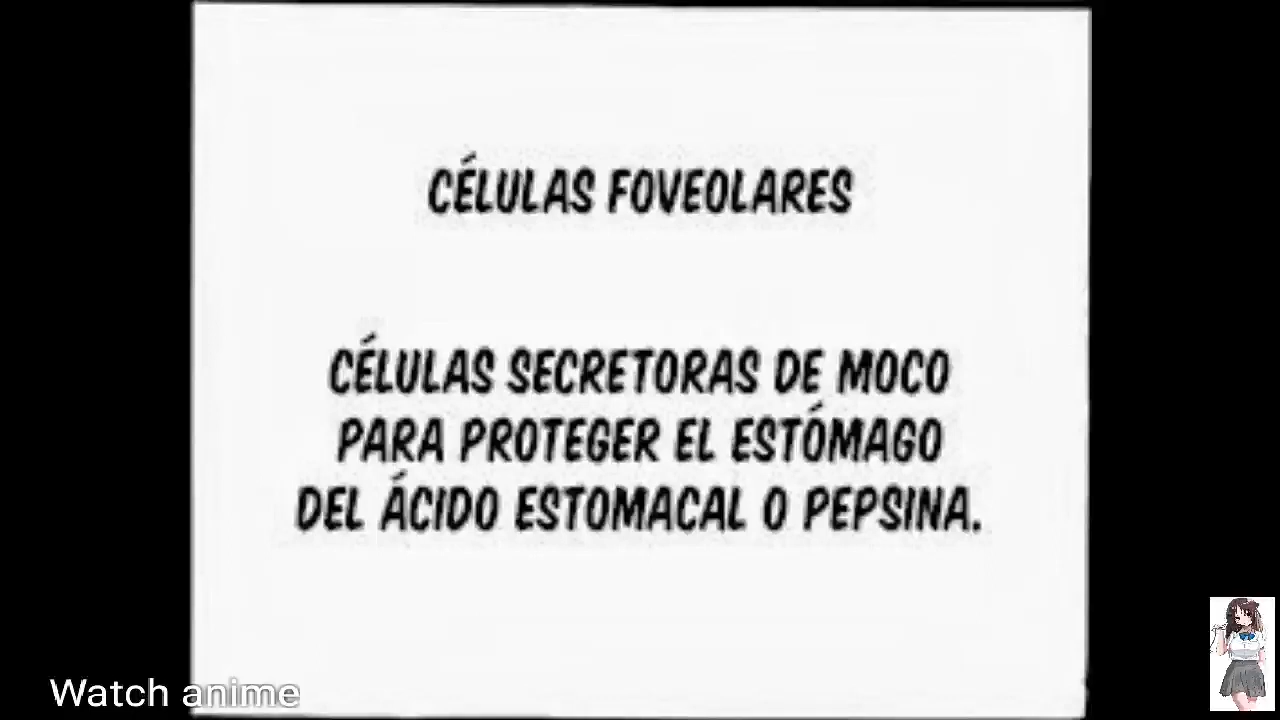 CÉLULAS FOVEOLARES
CÉLULAS SECRETORAS DE MOCO
PARA PROTEGER EL ESTÓMAGO
DEL ÁCIDO ESTOMACAL O PEPSINA.
Watch anime